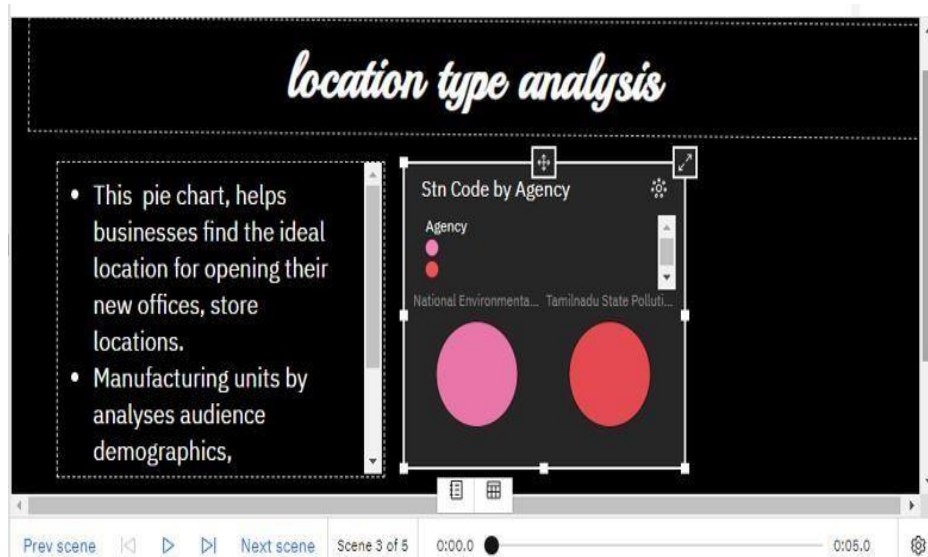 location type analysis
• This pie chart, helps
businesses find the ideal
location for opening their
new offices, store
locations.
• Manufacturing units by
analyses audience
demographics,
Stn Code by Agency
Agency
National Environmenta... Tamilnadu State Polluti...
Prev scene Next scene Scene 3 of 5 0:00.0 0:05.0